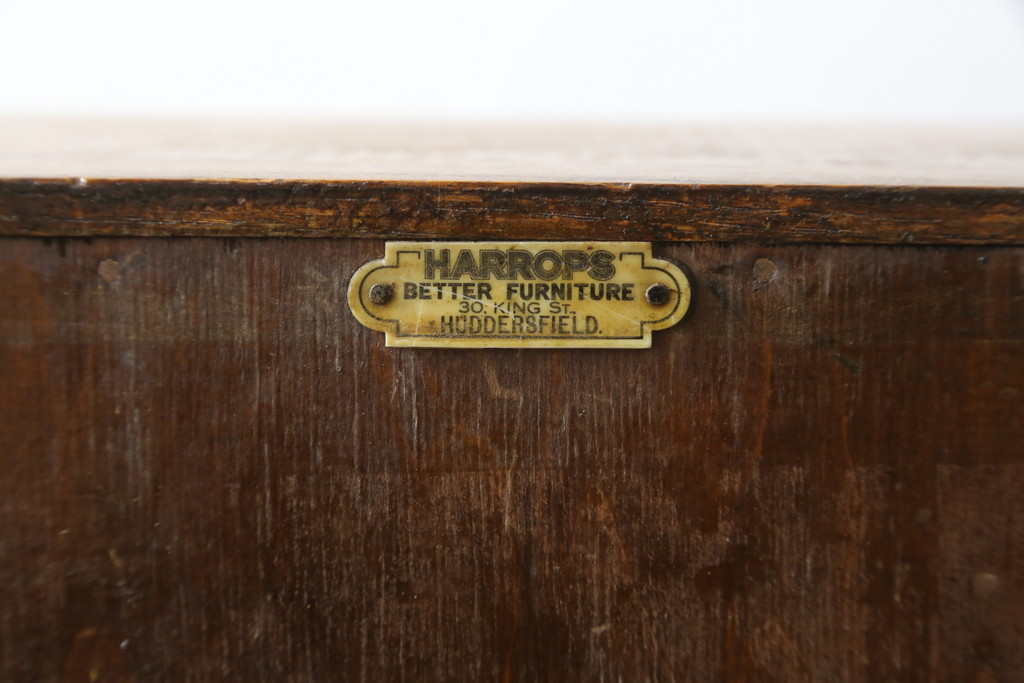 HARROPS
BETTER FURNITURE
30, KING ST.,
HUDDERSFIELD.